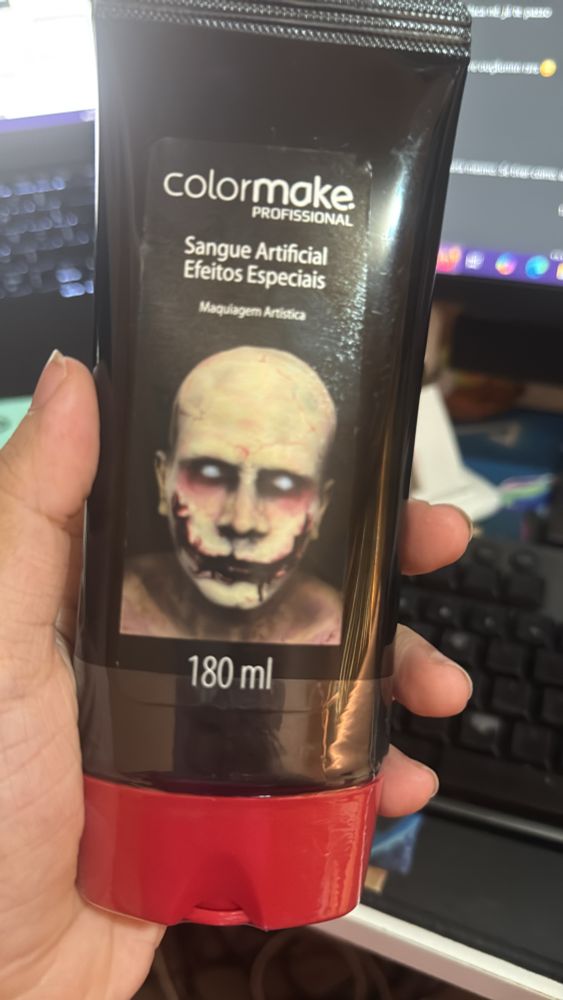 colormake
PROFISSIONAL
Sangue Artificial
Efeitos Especiais
Maquiagem Artística
180 ml